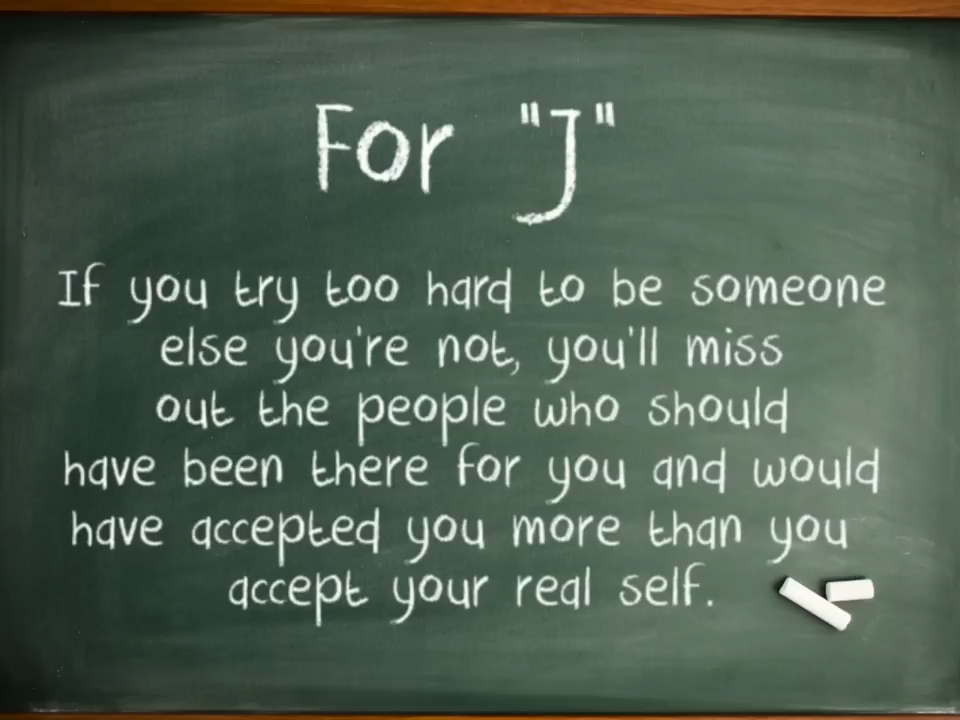 For "J"
If you try too hard to be someone
else you're not, you'll miss
out the people who should
have been there for you and would
have accepted you more than you
accept your real self.